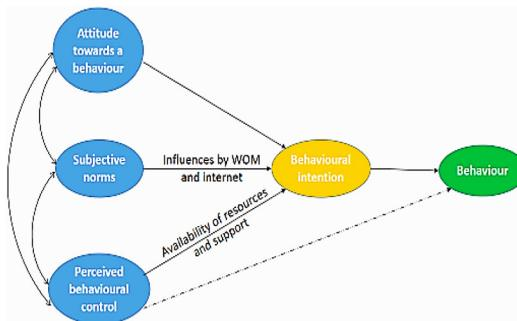 Attitude
towards a
behaviour
Subjective
norms
Influences by WOM
and internet
Behavioural
intention
Behaviour
Availability of resources
and support
Perceived
behavioural
control